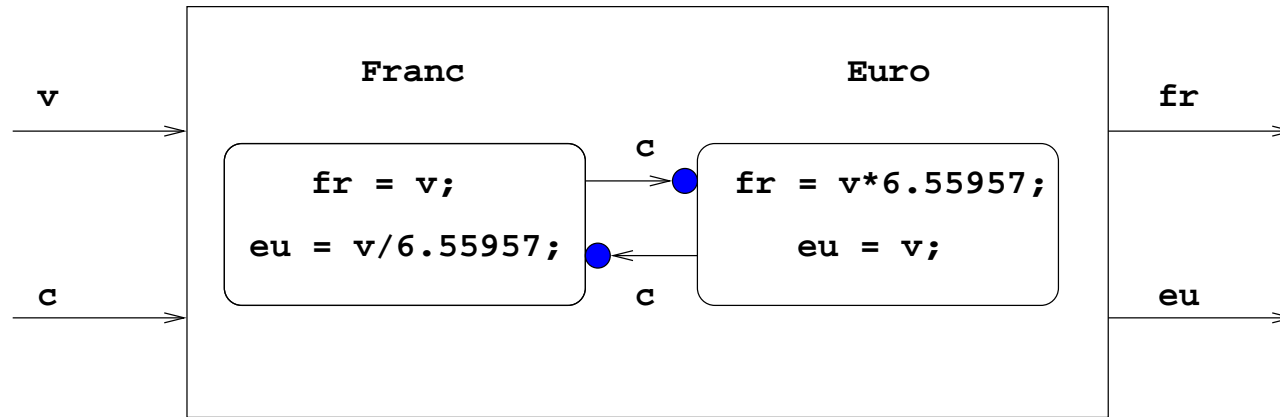 Franc
Euro
v
fr
c
fr = v;
fr = v*6.55957;
eu = v/6.55957;
eu = v;
c
c
eu